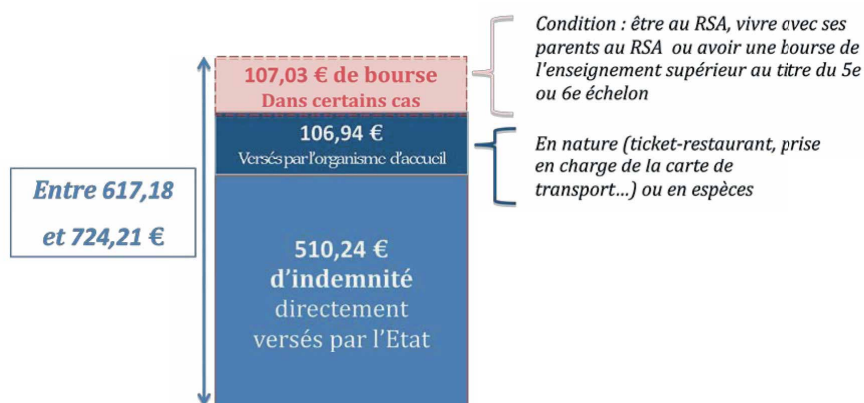 Condition : être au RSA, vivre avec ses
parents au RSA ou avoir une bourse de
l'enseignement supérieur au titre du 5e
ou 6e échelon
107,03 € de bourse
Dans certains cas
106,94 €
Versés par l'organisme d'accueil
En nature (ticket-restaurant, prise
en charge de la carte de
transport...) ou en espèces
Entre 617,18
et 724,21 €
510,24 €
d'indemnité
directement
versés par l'Etat